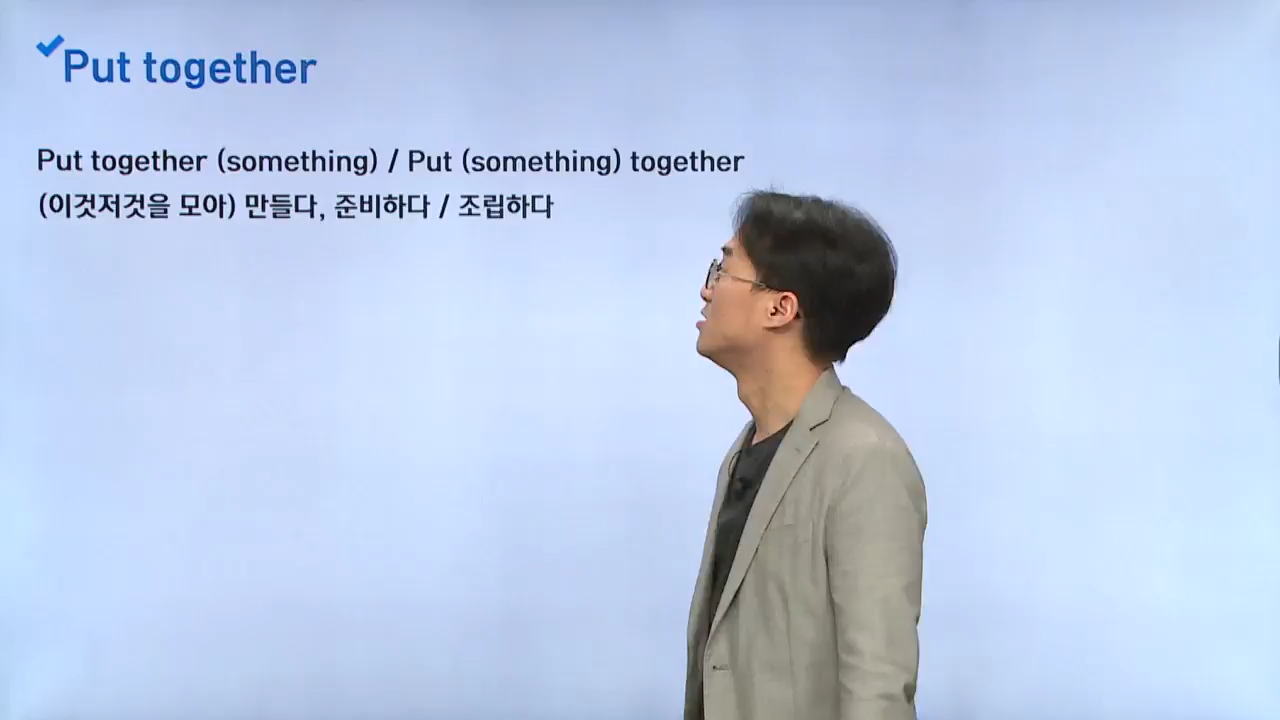 Put together
Put together (something) / Put (something) together
(이것저것을 모아) 만들다, 준비하다 / 조립하다